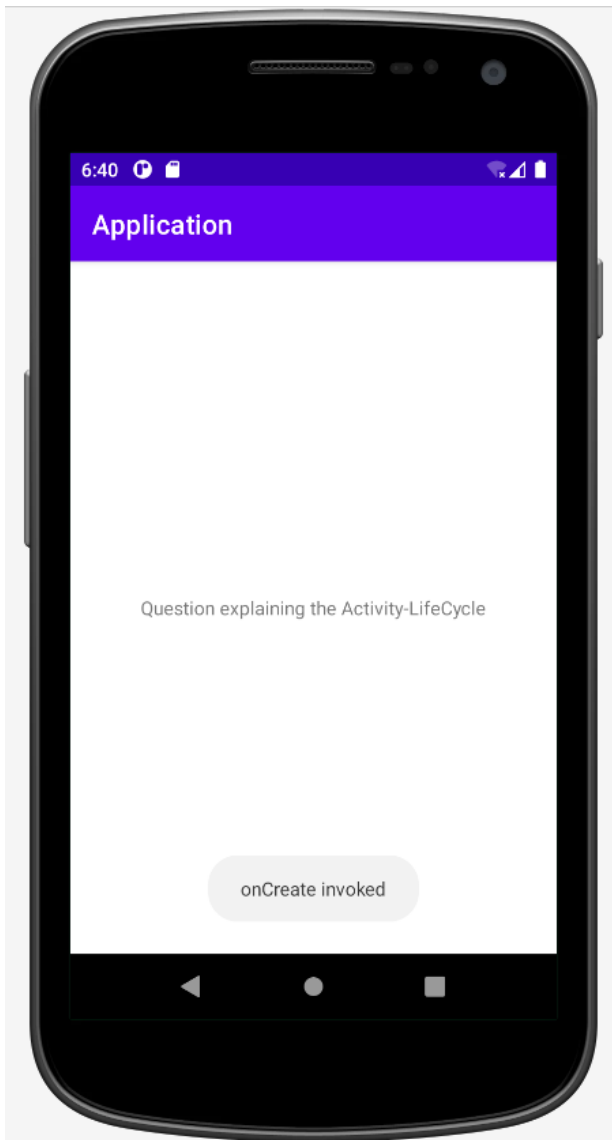 6:40
Application
Question explaining the Activity-LifeCycle
onCreate invoked